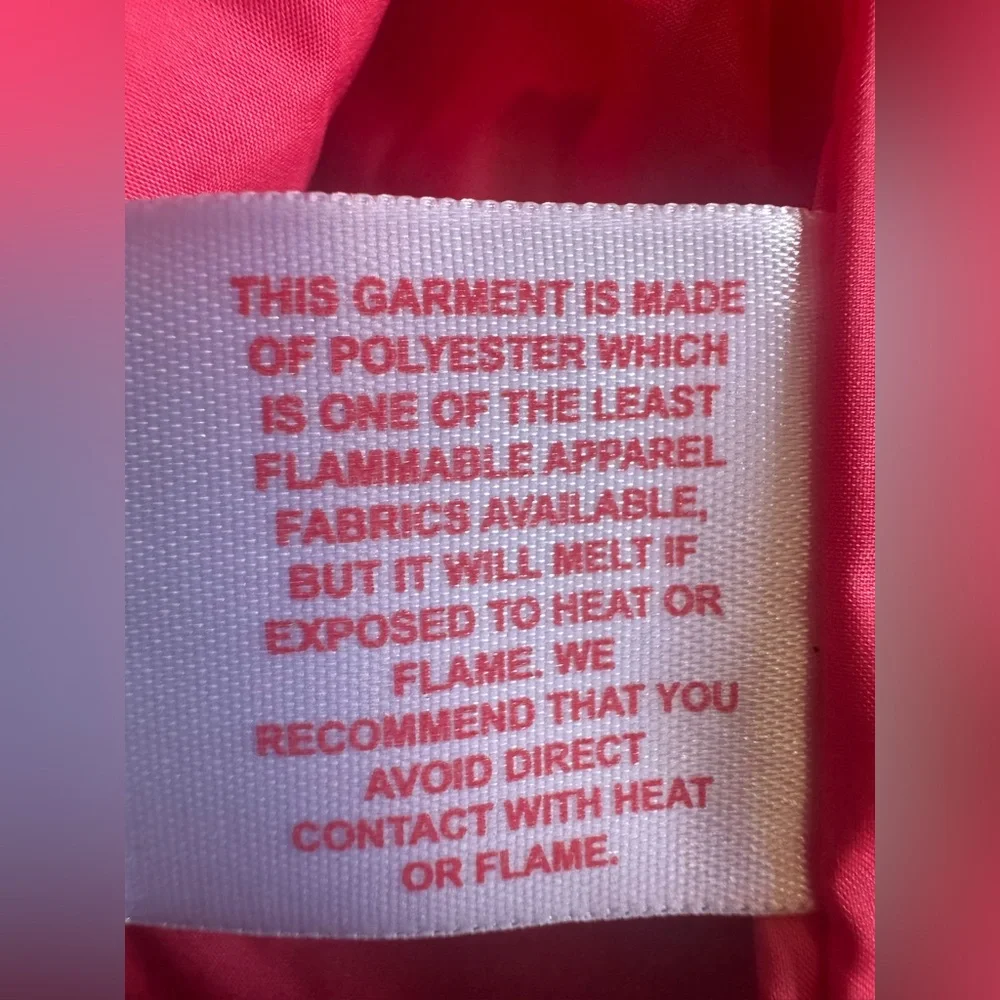 THIS GARMENT IS MADE
OF POLYESTER WHICH
IS ONE OF THE LEAST
FLAMMABLE APPAREL
FABRICS AVAILABLE,
BUT IT WILL MELT IF
EXPOSED TO HEAT OR
FLAME. WE
RECOMMEND THAT YOU
AVOID DIRECT
CONTACT WITH HEAT
OR FLAME.